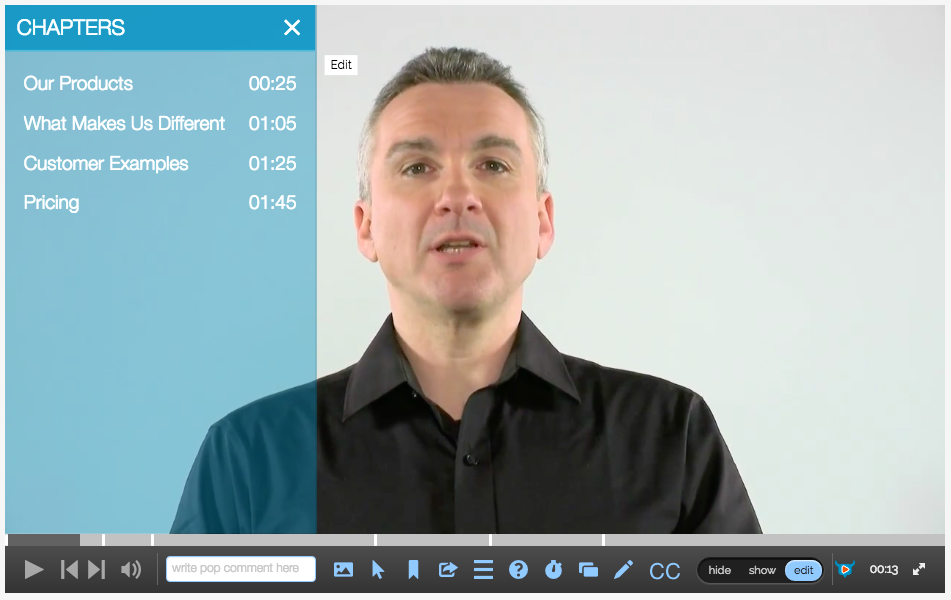 CHAPTERS
Edit
Our Products 00:25
What Makes Us Different 01:05
Customer Examples 01:25
Pricing 01:45
write pop comment here
CC
hide show edit
00:13